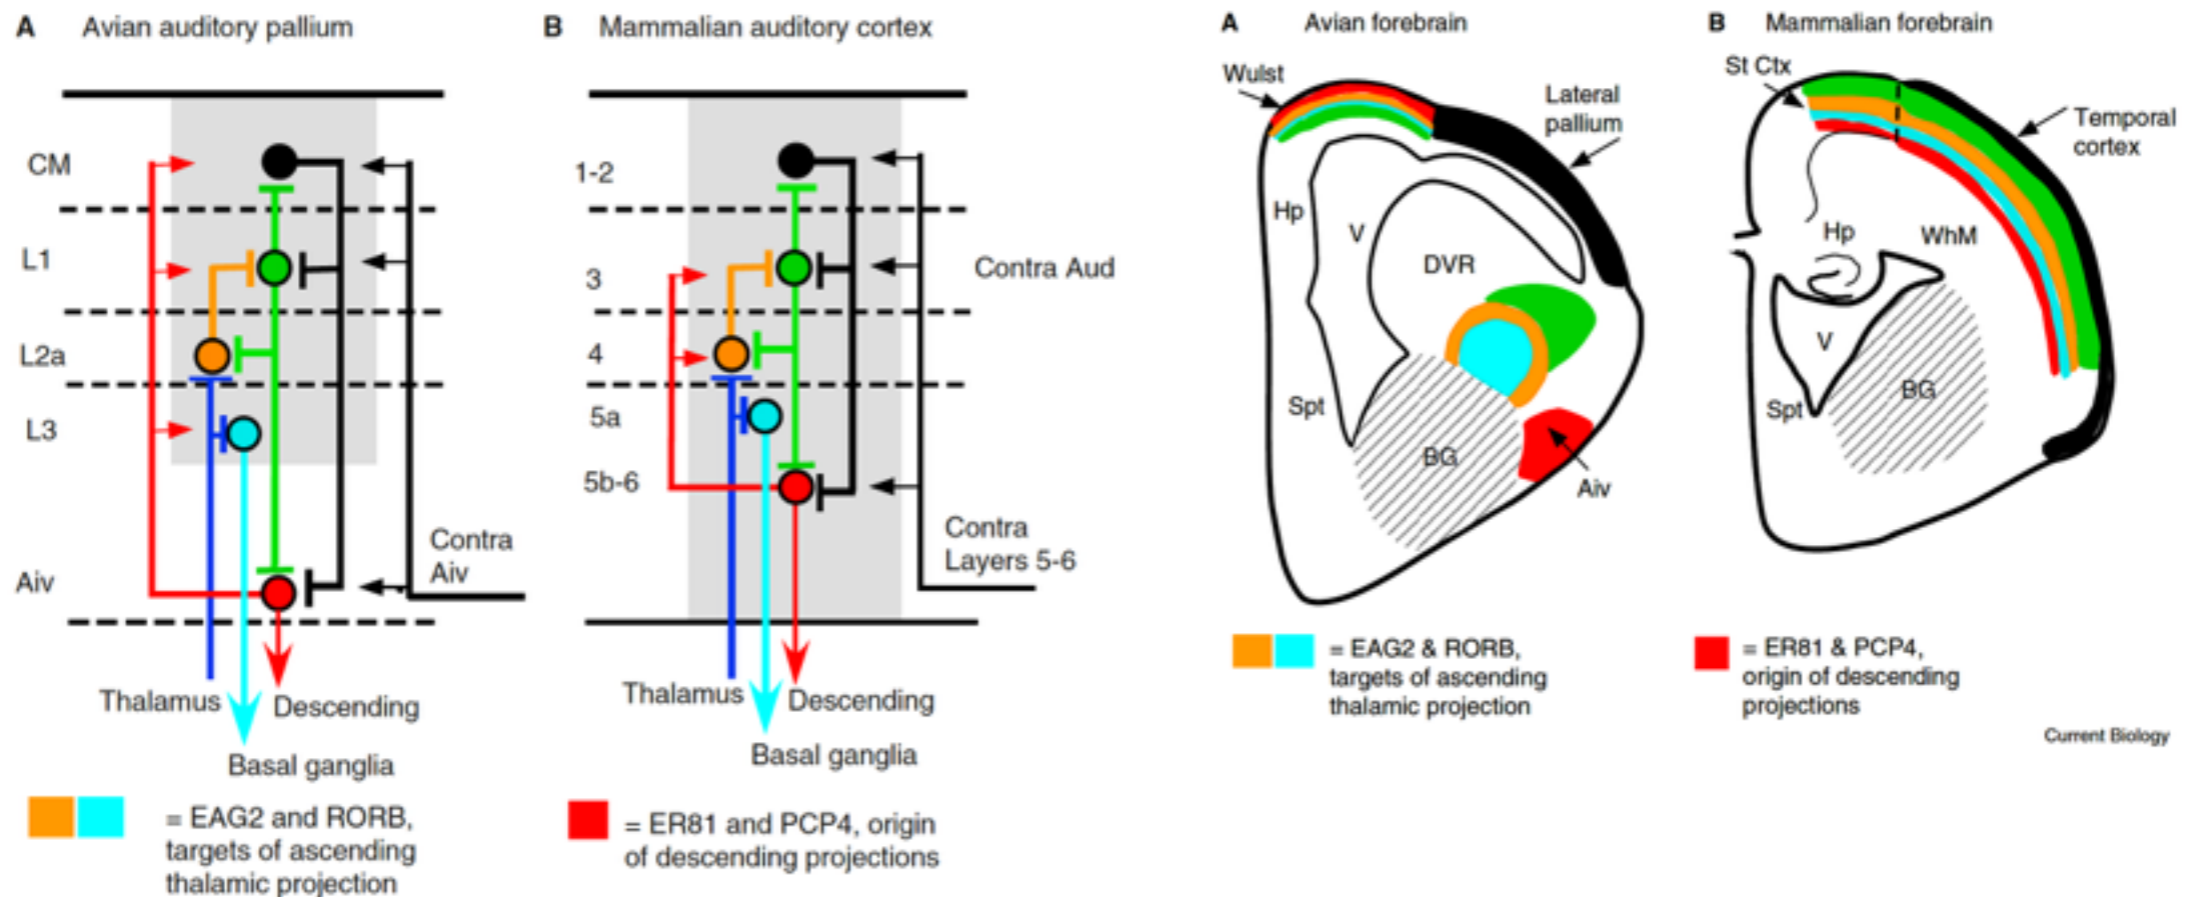 A Avian auditory pallium
CM
L1
L2a
L3
Aiv
Contra
Aiv
Thalamus
Descending
Basal ganglia
= EAG2 and RORB,
targets of ascending
thalamic projection
B Mammalian auditory cortex
1-2
3
4
5a
5b-6
Contra Aud
Contra
Layers 5-6
Thalamus
Descending
Basal ganglia
= ER81 and PCP4, origin
of descending projections
A Avian forebrain
Wulst
Lateral
pallium
Hp
V
DVR
Spt
BG
Aiv
= EAG2 & RORB,
targets of ascending
thalamic projection
B Mammalian forebrain
St Ctx
Temporal
cortex
Hp
WhM
V
Spt
BG
= ER81 & PCP4,
origin of descending
projections
Current Biology